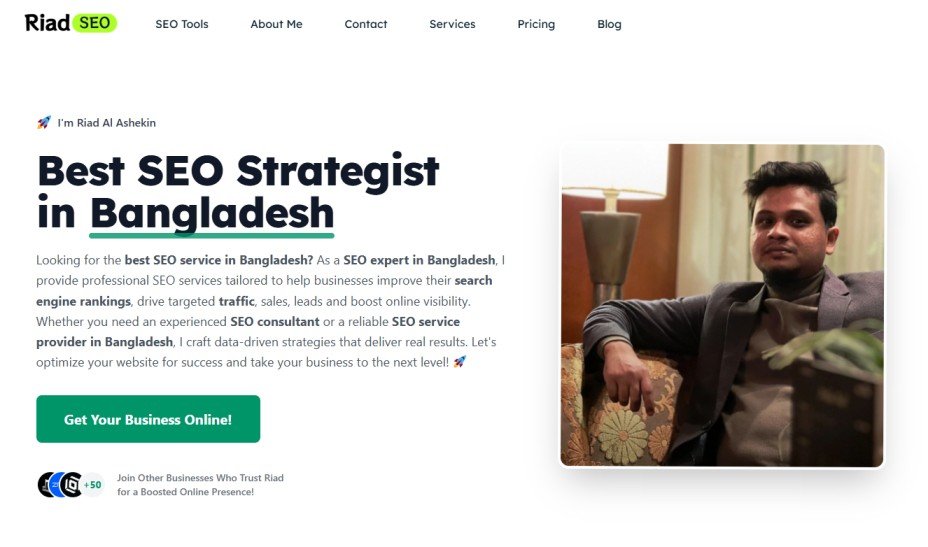 Riad SEO
SEO Tools
About Me
Contact
Services
Pricing
Blog
🚀 I'm Riad Al Ashekin
Best SEO Strategist
in Bangladesh
Looking for the best SEO service in Bangladesh? As a SEO expert in Bangladesh, I
provide professional SEO services tailored to help businesses improve their search
engine rankings, drive targeted traffic, sales, leads and boost online visibility.
Whether you need an experienced SEO consultant or a reliable SEO service
provider in Bangladesh, I craft data-driven strategies that deliver real results. Let's
optimize your website for success and take your business to the next level! 🚀
Get Your Business Online!
+50
Join Other Businesses Who Trust Riad
for a Boosted Online Presence!